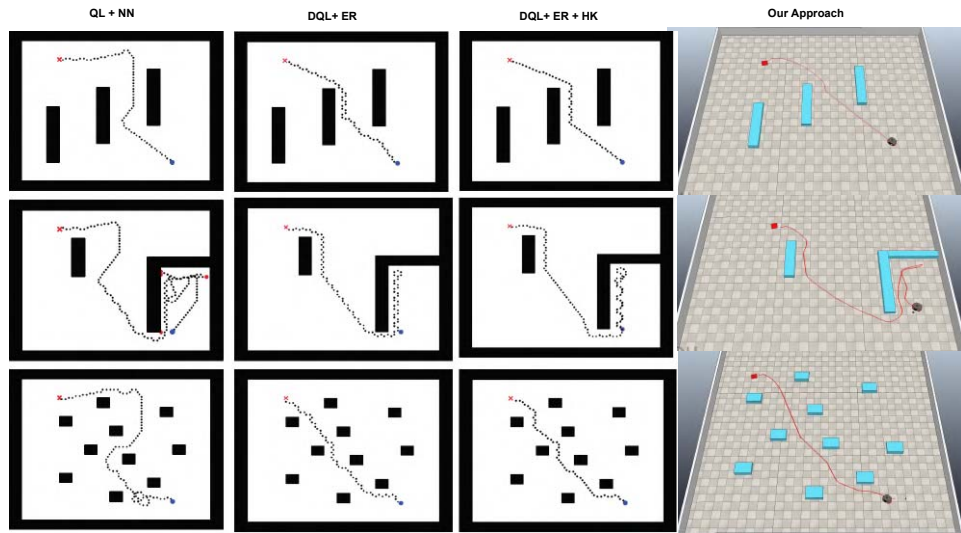 QL + NN
DQL+ ER
DQL+ ER + HK
Our Approach